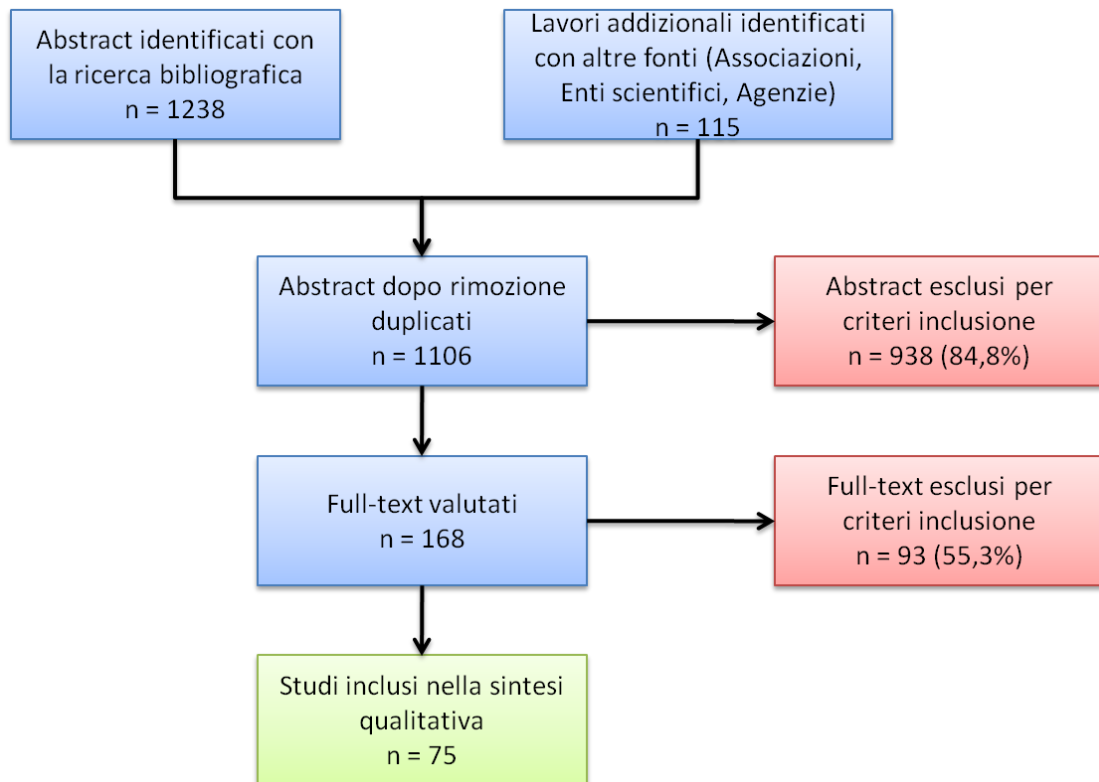 Abstract identificati con
la ricerca bibliografica
n = 1238
Lavori addizionali identificati
con altre fonti (Associazioni,
Enti scientifici, Agenzie)
n = 115
Abstract dopo rimozione
duplicati
n = 1106
Abstract esclusi per
criteri inclusione
n = 938 (84,8%)
Full-text valutati
n = 168
Full-text esclusi per
criteri inclusione
n = 93 (55,3%)
Studi inclusi nella sintesi
qualitativa
n = 75